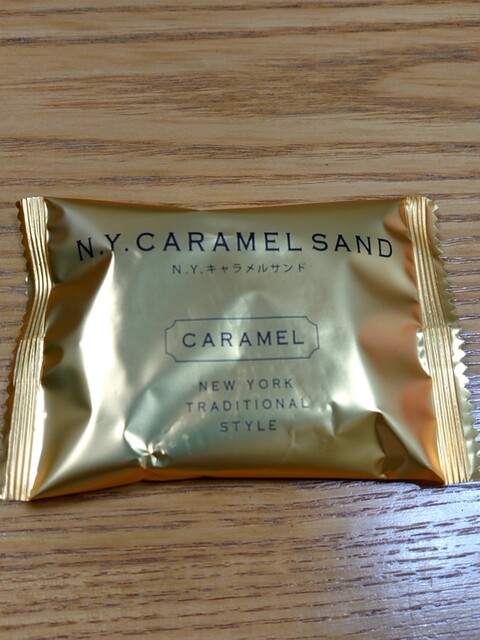 N.Y.CARAMEL SAND
N.Y.キャラメルサンド
CARAMEL
NEW YORK
TRADITIONAL
STYLE